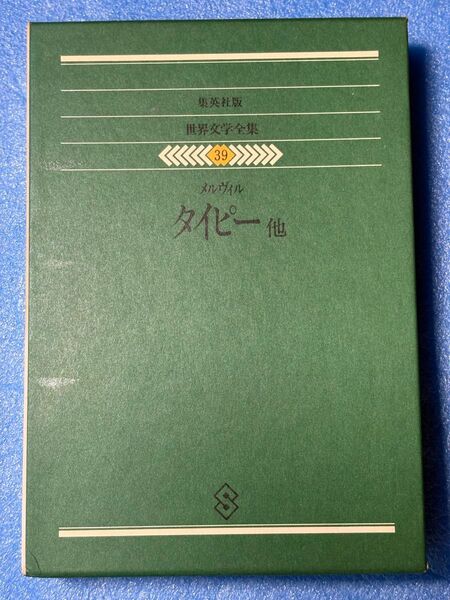 集英社版
世界文学全集
39
メルヴィル
タイピー 他